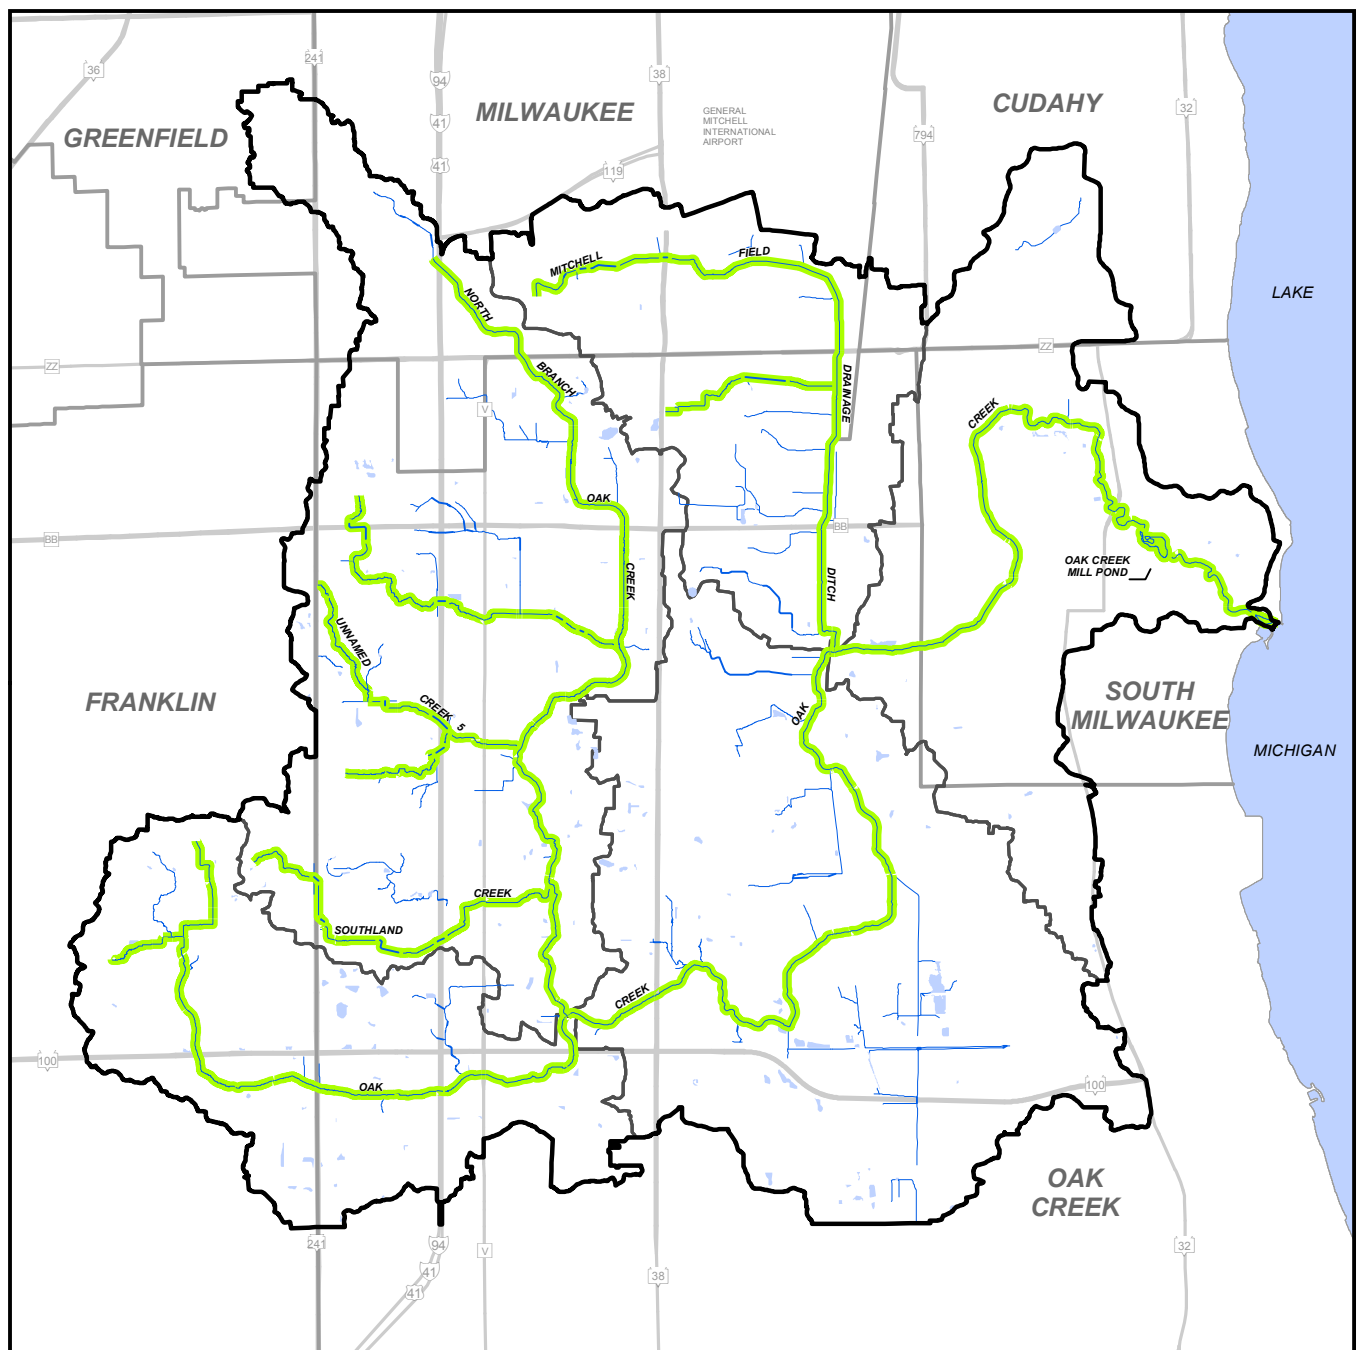 241
36
94
38
MILWAUKEE
GENERAL
MITCHELL
INTERNATIONAL
AIRPORT
CUDAHY
32
41
794
GREENFIELD
41
119
MITCHELL
FIELD
LAKE
NORTH
ZZ
ZZ
BRANCH
DRAINAGE
V
CREEK
OAK
BB
BB
OAK CREEK
MILL POND
CREEK
DITCH
UNNAMED
FRANKLIN
CREEK 5
OAK
SOUTH
MILWAUKEE
MICHIGAN
CREEK
SOUTHLAND
CREEK
100
OAK
100
OAK
CREEK
241
94
V
32
41
38
41